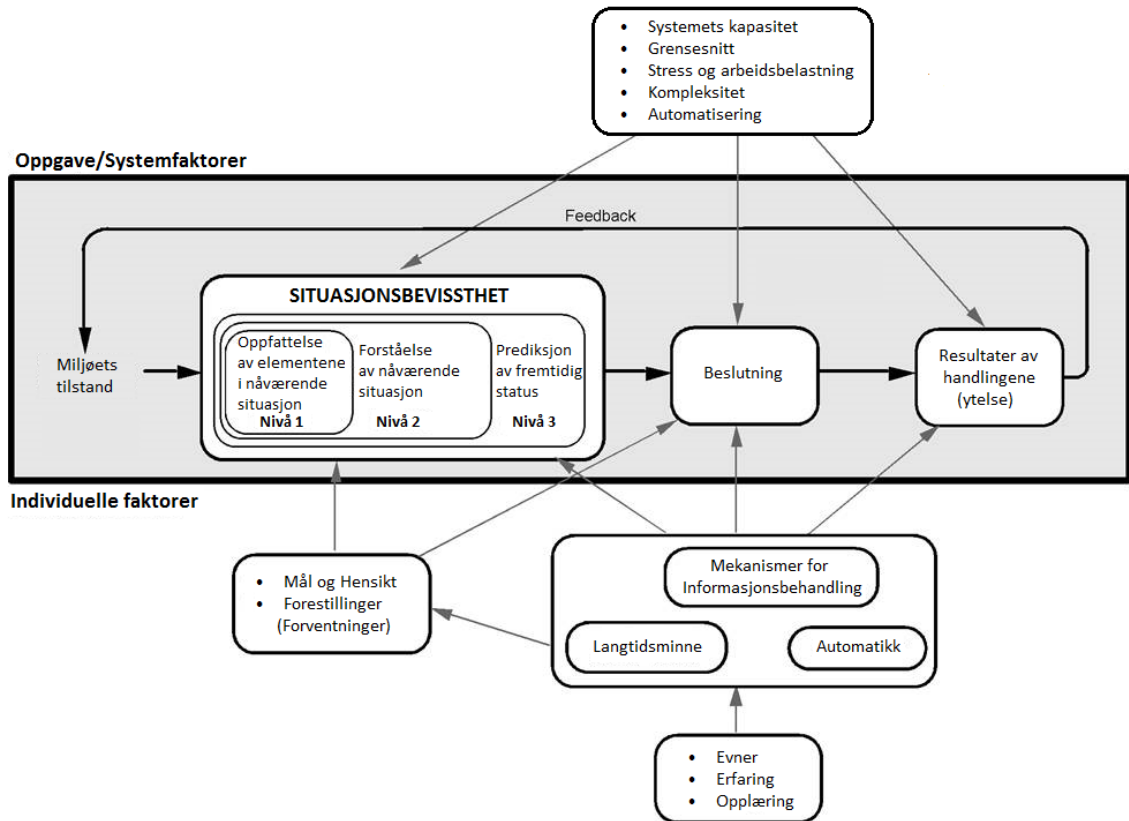 • Systemets kapasitet
• Grensesnitt
• Stress og arbeidsbelastning
• Kompleksitet
• Automatisering
Oppgave/Systemfaktorer
Feedback
Miljøets
tilstand
SITUASJONSBEVISSTHET
Oppfattelse
av elementene
i nåværende
situasjon
Nivå 1
Forståelse
av nåværende
situasjon
Nivå 2
Prediksjon
av fremtidig
status
Nivå 3
Beslutning
Resultater av
handlingene
(ytelse)
Individuelle faktorer
• Mål og Hensikt
• Forestillinger
(Forventninger)
Mekanismer for
Informasjonsbehandling
Langtidsminne
Automatikk
• Evner
• Erfaring
• Opplæring